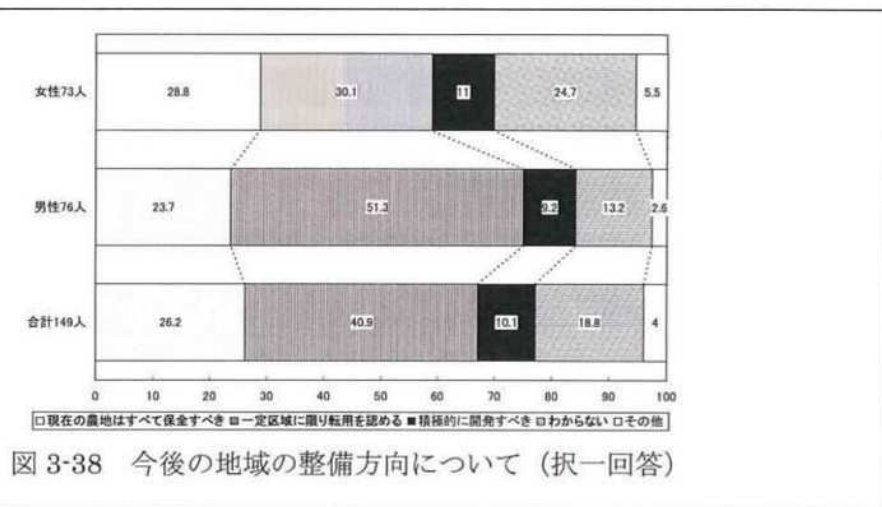 女性73人 28.8 30.1 11 24.7 5.5
男性76人 23.7 51.3 9.2 13.2 2.6
合計149人 26.2 40.9 10.1 18.8 4
0 10 20 30 40 50 60 70 80 90 100
□現在の農地はすべて保全すべき ▥一定区域に限り転用を認める ■積極的に開発すべき ▨わからない □その他
図 3-38 今後の地域の整備方向について（択一回答）